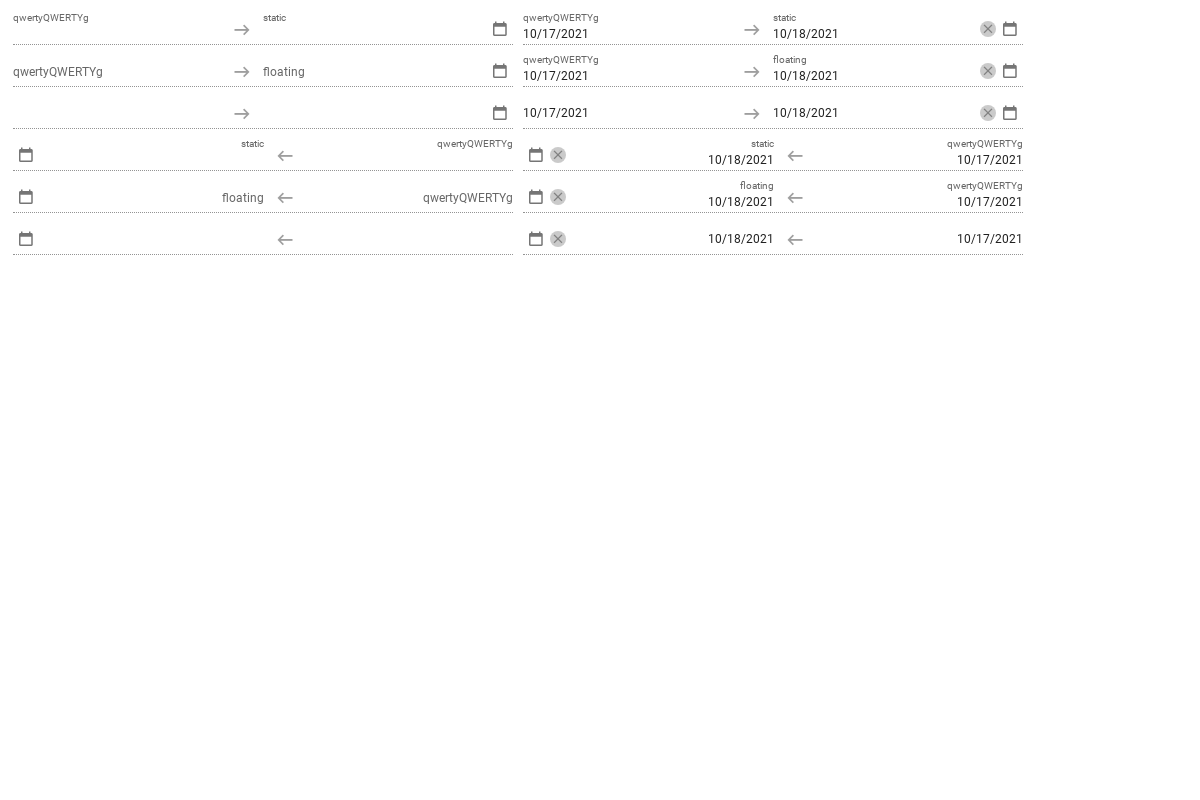 qwertyQWERTYg static qwertyQWERTYg static
10/17/2021 10/18/2021
qwertyQWERTYg floating
qwertyQWERTYg floating 10/17/2021 10/18/2021
10/17/2021 10/18/2021
static qwertyQWERTYg static qwertyQWERTYg
10/18/2021 10/17/2021
floating qwertyQWERTYg
floating qwertyQWERTYg 10/18/2021 10/17/2021
10/18/2021 10/17/2021